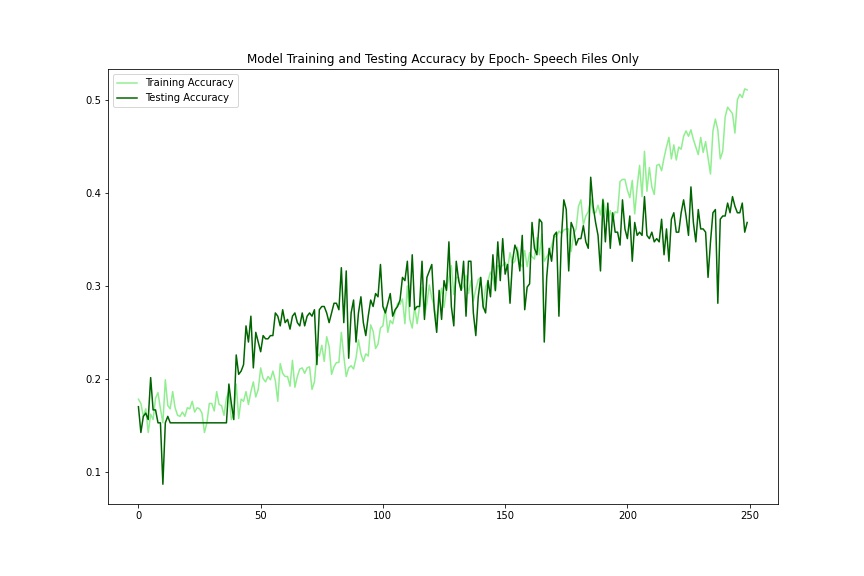 Model Training and Testing Accuracy by Epoch- Speech Files Only
Training Accuracy
Testing Accuracy
0.5
0.4
0.3
0.2
0.1
0 50 100 150 200 250